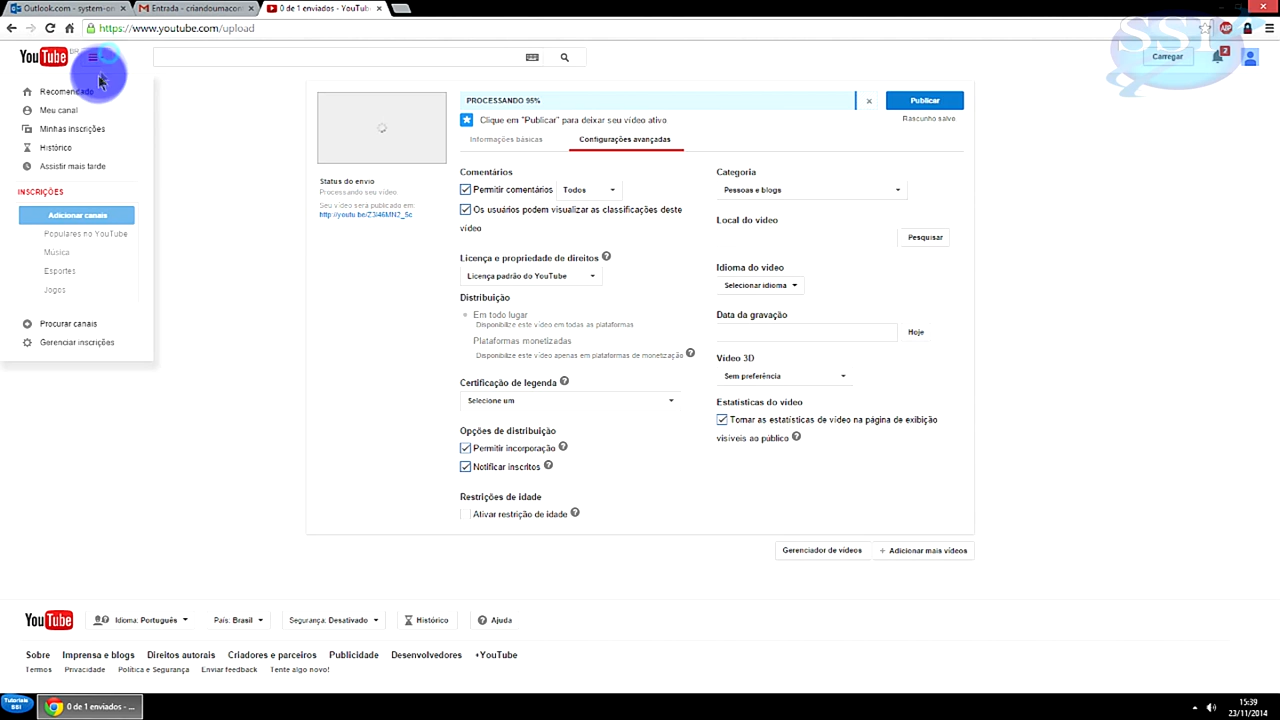 Outlook.com - system-on
Entrada - criandoumacon
0 de 1 enviados - YouTube
https://www.youtube.com/upload
SSI
YouTube BR
Carregar
2
Recomendado
Meu canal
Minhas inscrições
Histórico
Assistir mais tarde
INSCRIÇÕES
Adicionar canais
Populares no YouTube
Música
Esportes
Jogos
Procurar canais
Gerenciar inscrições
Status do envio
Processando seu vídeo.
Seu vídeo será publicado em:
PROCESSANDO 95%
Publicar
Clique em "Publicar" para deixar seu vídeo ativo
Rascunho salvo
Informações básicas
Configurações avançadas
Comentários
Permitir comentários
Todos
Os usuários podem visualizar as classificações deste
vídeo
Licença e propriedade de direitos
Licença padrão do YouTube
Distribuição
Em todo lugar
Disponibilize este vídeo em todas as plataformas
Plataformas monetizadas
Disponibilize este vídeo apenas em plataformas de monetização
Certificação de legenda
Selecione um
Opções de distribuição
Permitir incorporação
Notificar inscritos
Restrições de idade
Ativar restrição de idade
Categoria
Pessoas e blogs
Local do vídeo
Pesquisar
Idioma do vídeo
Selecionar idioma
Data da gravação
Hoje
Vídeo 3D
Sem preferência
Estatísticas do vídeo
Tornar as estatísticas de vídeo na página de exibição
visíveis ao público
Gerenciador de vídeos
+ Adicionar mais vídeos
YouTube
Idioma: Português
País: Brasil
Segurança: Desativado
Histórico
Ajuda
Sobre
Imprensa e blogs
Direitos autorais
Criadores e parceiros
Publicidade
Desenvolvedores
+YouTube
Termos
Privacidade
Política e Segurança
Enviar feedback
Tente algo novo!
Tutoriais
SSI
0 de 1 enviados - ...
15:39
23/11/2014